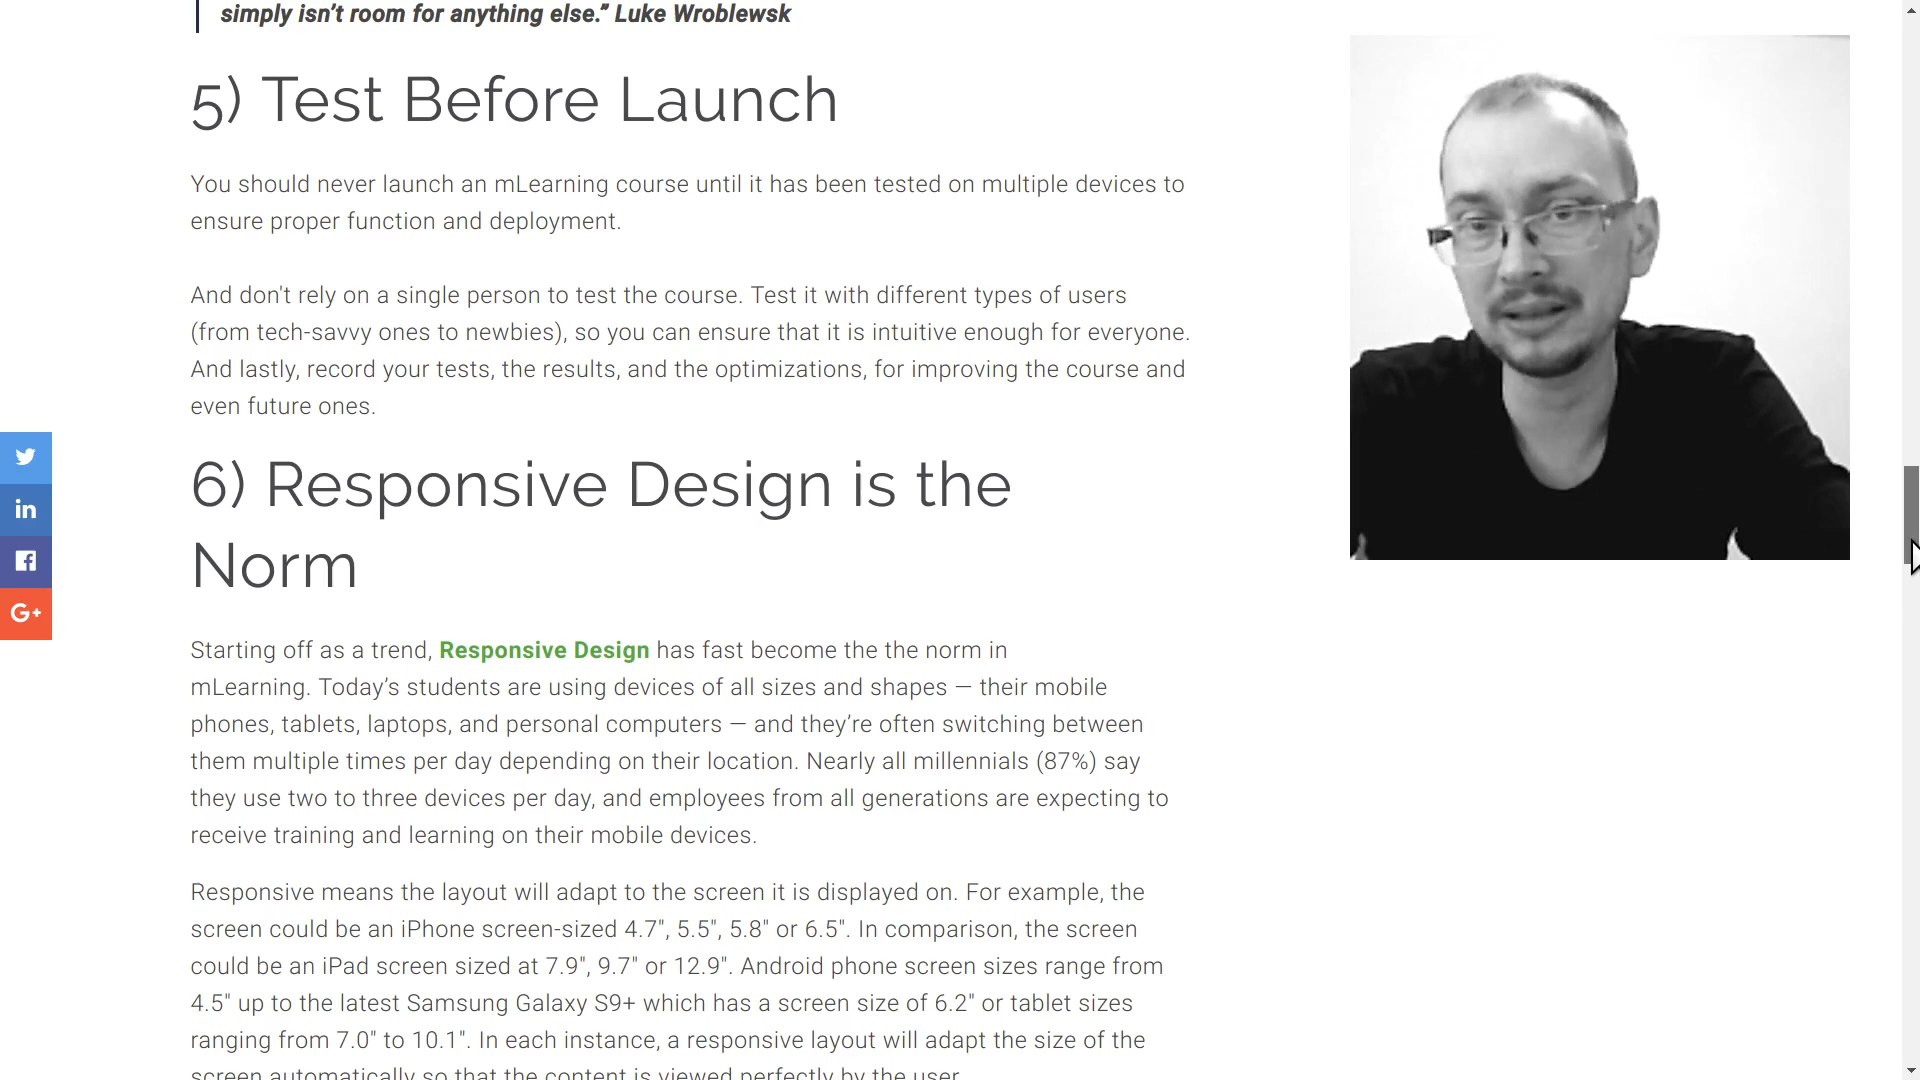 simply isn’t room for anything else.” Luke Wroblewsk
5) Test Before Launch
You should never launch an mLearning course until it has been tested on multiple devices to
ensure proper function and deployment.
And don't rely on a single person to test the course. Test it with different types of users
(from tech-savvy ones to newbies), so you can ensure that it is intuitive enough for everyone.
And lastly, record your tests, the results, and the optimizations, for improving the course and
even future ones.
in
G+
6) Responsive Design is the
Norm
Starting off as a trend, Responsive Design has fast become the the norm in
mLearning. Today’s students are using devices of all sizes and shapes — their mobile
phones, tablets, laptops, and personal computers — and they’re often switching between
them multiple times per day depending on their location. Nearly all millennials (87%) say
they use two to three devices per day, and employees from all generations are expecting to
receive training and learning on their mobile devices.
Responsive means the layout will adapt to the screen it is displayed on. For example, the
screen could be an iPhone screen-sized 4.7", 5.5", 5.8" or 6.5". In comparison, the screen
could be an iPad screen sized at 7.9", 9.7" or 12.9". Android phone screen sizes range from
4.5" up to the latest Samsung Galaxy S9+ which has a screen size of 6.2" or tablet sizes
ranging from 7.0" to 10.1". In each instance, a responsive layout will adapt the size of the
screen automatically so that the content is viewed perfectly by the user.